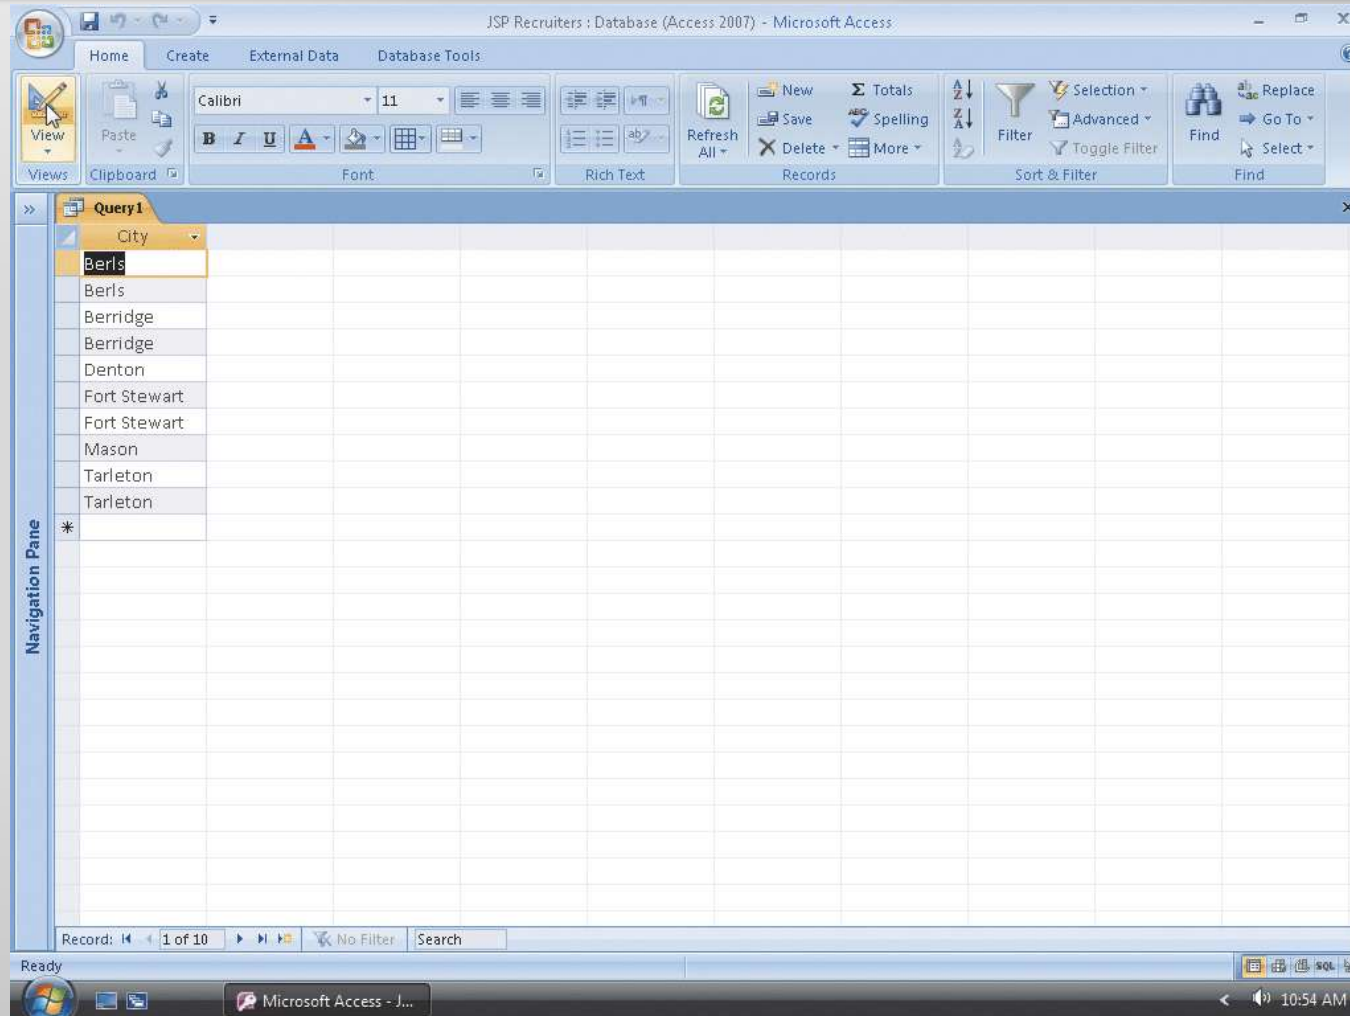 JSP Recruiters : Database (Access 2007) - Microsoft Access
Home Create External Data Database Tools
View
Paste
Calibri 11
B I U A
Refresh All
New
Save
Delete
Σ Totals
Spelling
More
Filter
Selection
Advanced
Toggle Filter
Find
Replace
Go To
Select
Views Clipboard Font Rich Text Records Sort & Filter Find
Query1
City
Berls
Berls
Berridge
Berridge
Denton
Fort Stewart
Fort Stewart
Mason
Tarleton
Tarleton
Navigation Pane
Record: 1 of 10 No Filter Search
Ready SQL
Microsoft Access - J... 10:54 AM